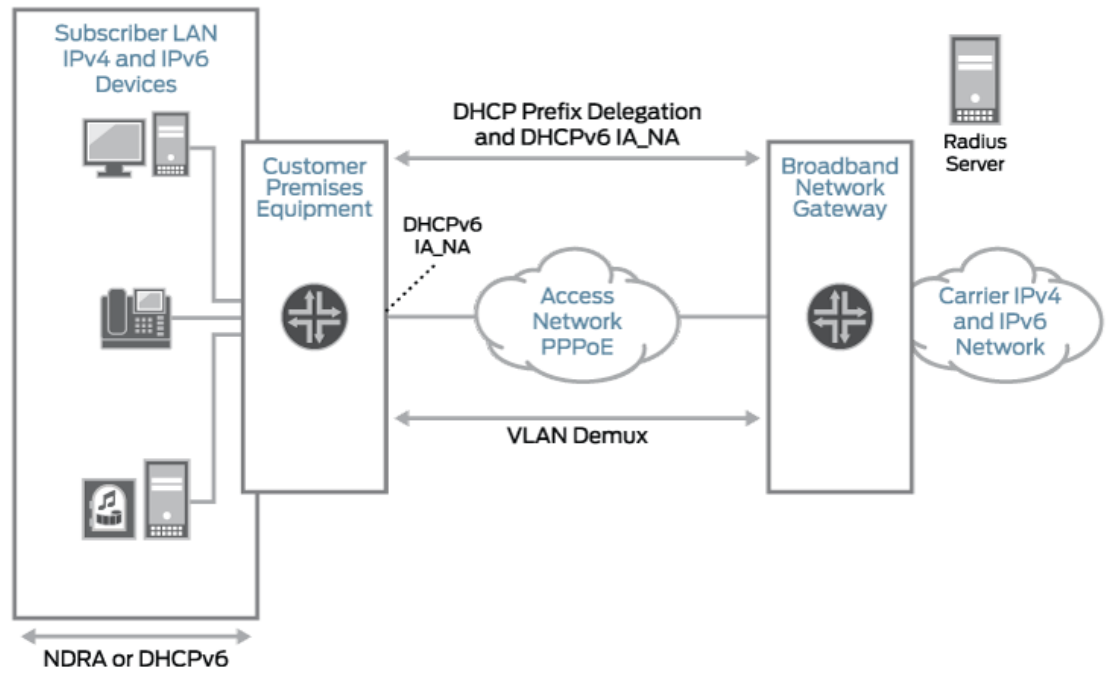 Subscriber LAN
IPv4 and IPv6
Devices
DHCP Prefix Delegation
and DHCPv6 IA_NA
Radius
Server
Customer
Premises
Equipment
Broadband
Network
Gateway
DHCPv6
IA_NA
Access
Network
PPPoE
Carrier IPv4
and IPv6
Network
VLAN Demux
NDRA or DHCPv6